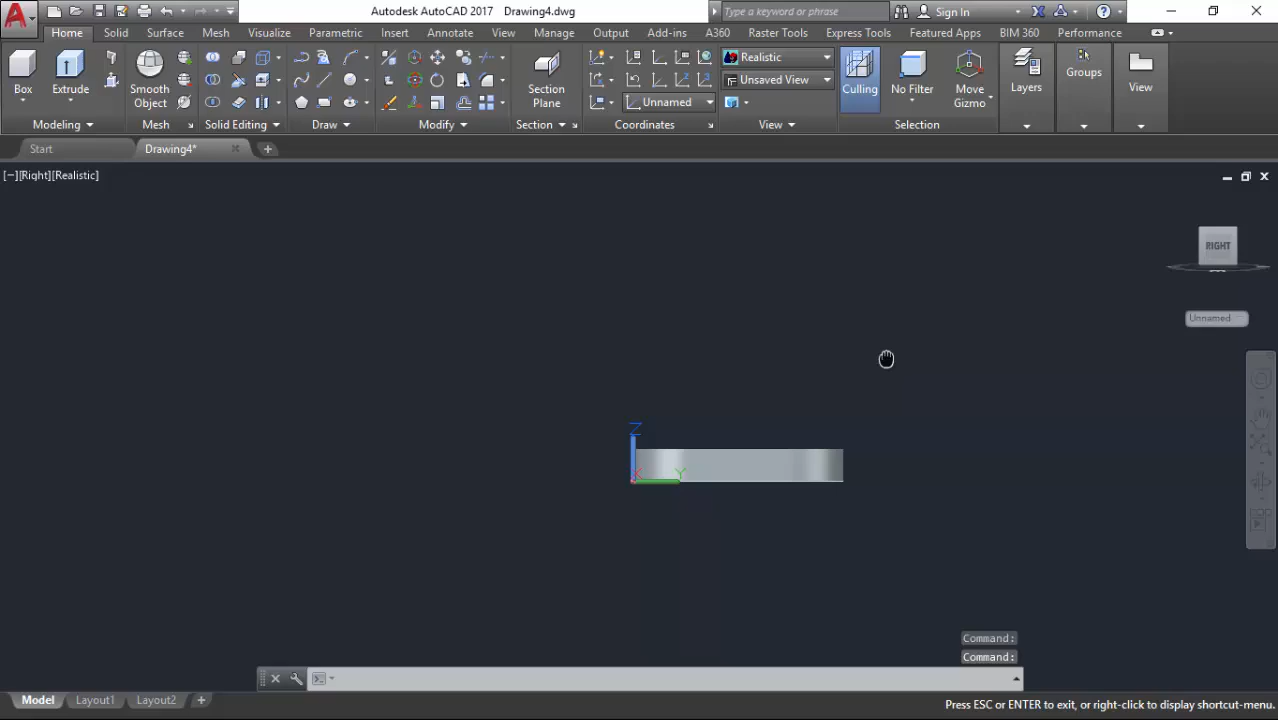 Autodesk AutoCAD 2017 Drawing4.dwg
Type a keyword or phrase
Sign In
Home Solid Surface Mesh Visualize Parametric Insert Annotate View Manage Output Add-ins A360 Raster Tools Express Tools Featured Apps BIM 360 Performance
Box Extrude Smooth Object Section Plane Realistic Unsaved View Unnamed Culling No Filter Move Gizmo Layers Groups View
Modeling Mesh Solid Editing Draw Modify Section Coordinates View Selection
Start Drawing4*
[−][Right][Realistic]
RIGHT
Unnamed
Z
X Y
Command:
Command:
Model Layout1 Layout2
Press ESC or ENTER to exit, or right-click to display shortcut-menu.